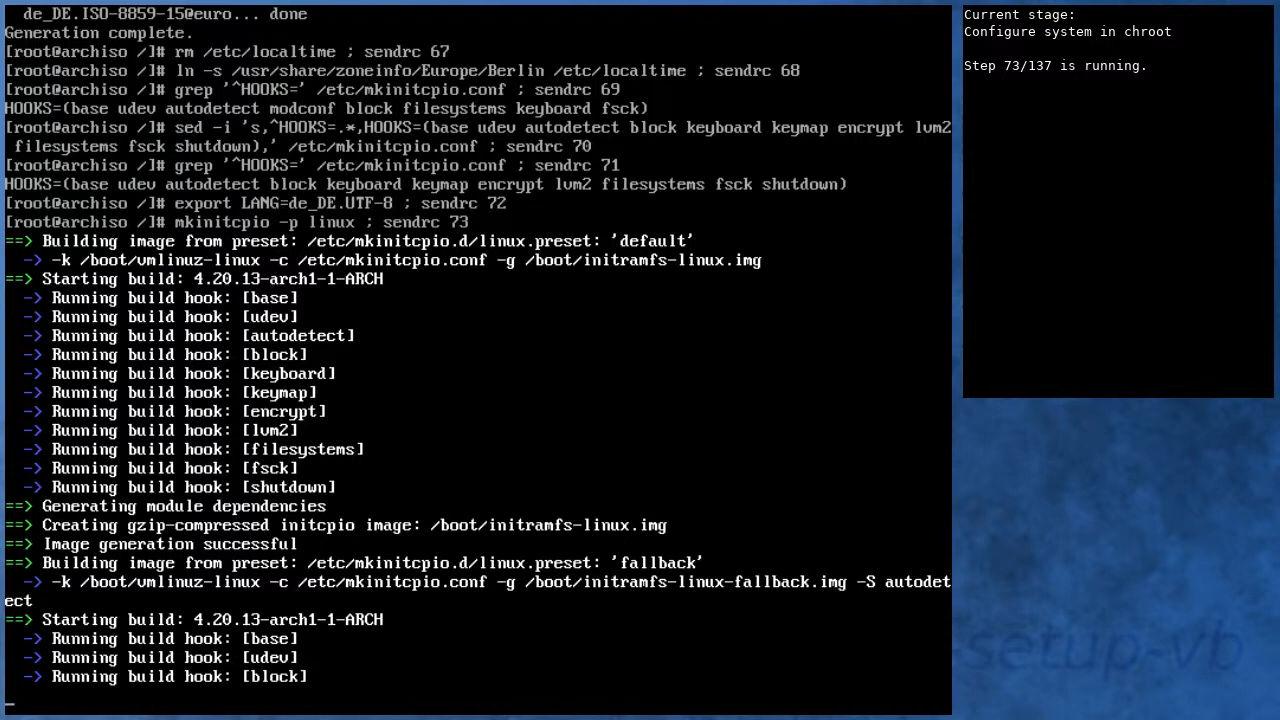 de_DE.ISO-8859-15@euro... done
Generation complete.
[root@archiso /]# rm /etc/localtime ; sendrc 67
[root@archiso /]# ln -s /usr/share/zoneinfo/Europe/Berlin /etc/localtime ; sendrc 68
[root@archiso /]# grep '^HOOKS=' /etc/mkinitcpio.conf ; sendrc 69
HOOKS=(base udev autodetect modconf block filesystems keyboard fsck)
[root@archiso /]# sed -i 's,^HOOKS=.*,HOOKS=(base udev autodetect block keyboard keymap encrypt lvm2
 filesystems fsck shutdown),' /etc/mkinitcpio.conf ; sendrc 70
[root@archiso /]# grep '^HOOKS=' /etc/mkinitcpio.conf ; sendrc 71
HOOKS=(base udev autodetect block keyboard keymap encrypt lvm2 filesystems fsck shutdown)
[root@archiso /]# export LANG=de_DE.UTF-8 ; sendrc 72
[root@archiso /]# mkinitcpio -p linux ; sendrc 73
==> Building image from preset: /etc/mkinitcpio.d/linux.preset: 'default'
  -> -k /boot/vmlinuz-linux -c /etc/mkinitcpio.conf -g /boot/initramfs-linux.img
==> Starting build: 4.20.13-arch1-1-ARCH
  -> Running build hook: [base]
  -> Running build hook: [udev]
  -> Running build hook: [autodetect]
  -> Running build hook: [block]
  -> Running build hook: [keyboard]
  -> Running build hook: [keymap]
  -> Running build hook: [encrypt]
  -> Running build hook: [lvm2]
  -> Running build hook: [filesystems]
  -> Running build hook: [fsck]
  -> Running build hook: [shutdown]
==> Generating module dependencies
==> Creating gzip-compressed initcpio image: /boot/initramfs-linux.img
==> Image generation successful
==> Building image from preset: /etc/mkinitcpio.d/linux.preset: 'fallback'
  -> -k /boot/vmlinuz-linux -c /etc/mkinitcpio.conf -g /boot/initramfs-linux-fallback.img -S autodet
ect
==> Starting build: 4.20.13-arch1-1-ARCH
  -> Running build hook: [base]
  -> Running build hook: [udev]
  -> Running build hook: [block]
_
Current stage:
Configure system in chroot
Step 73/137 is running.
-setup-vb